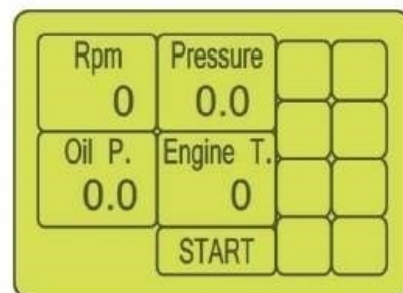 Rpm Pressure
0 0.0
Oil P. Engine T.
0.0 0
START